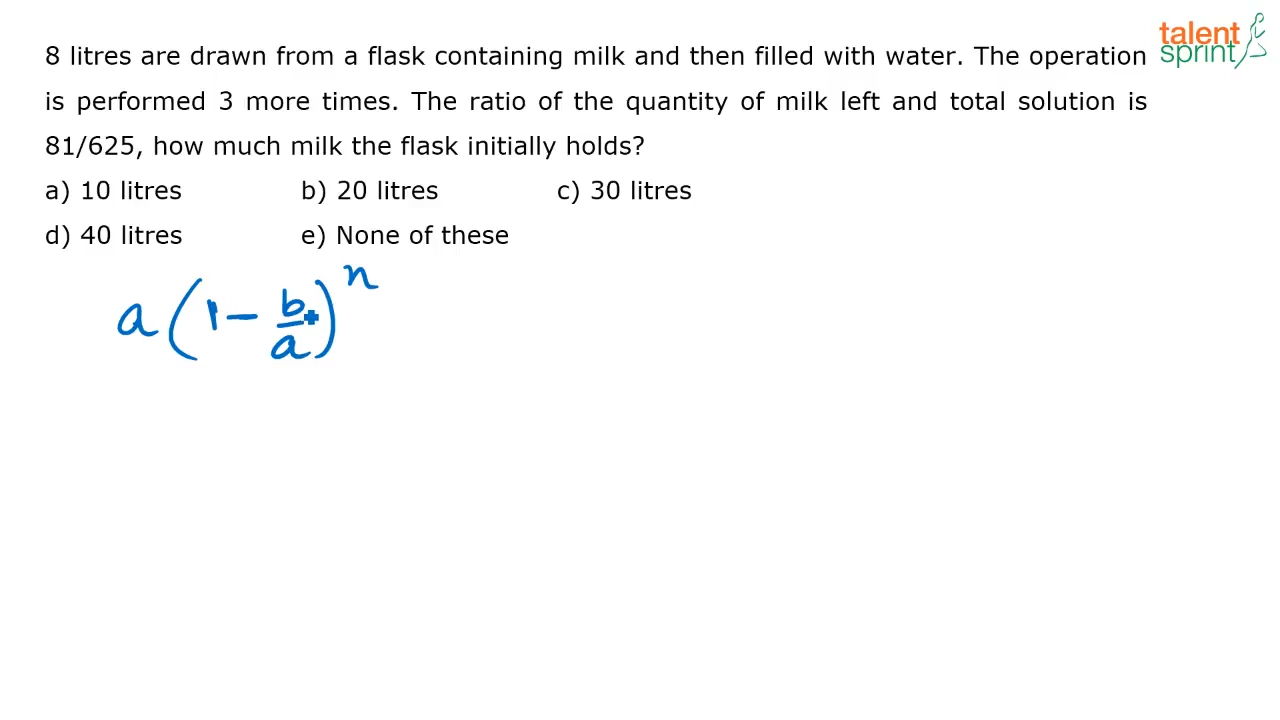 talent
sprint
8 litres are drawn from a flask containing milk and then filled with water. The operation
is performed 3 more times. The ratio of the quantity of milk left and total solution is
81/625, how much milk the flask initially holds?
a) 10 litres b) 20 litres c) 30 litres
d) 40 litres e) None of these
a(1 - b/a)^n